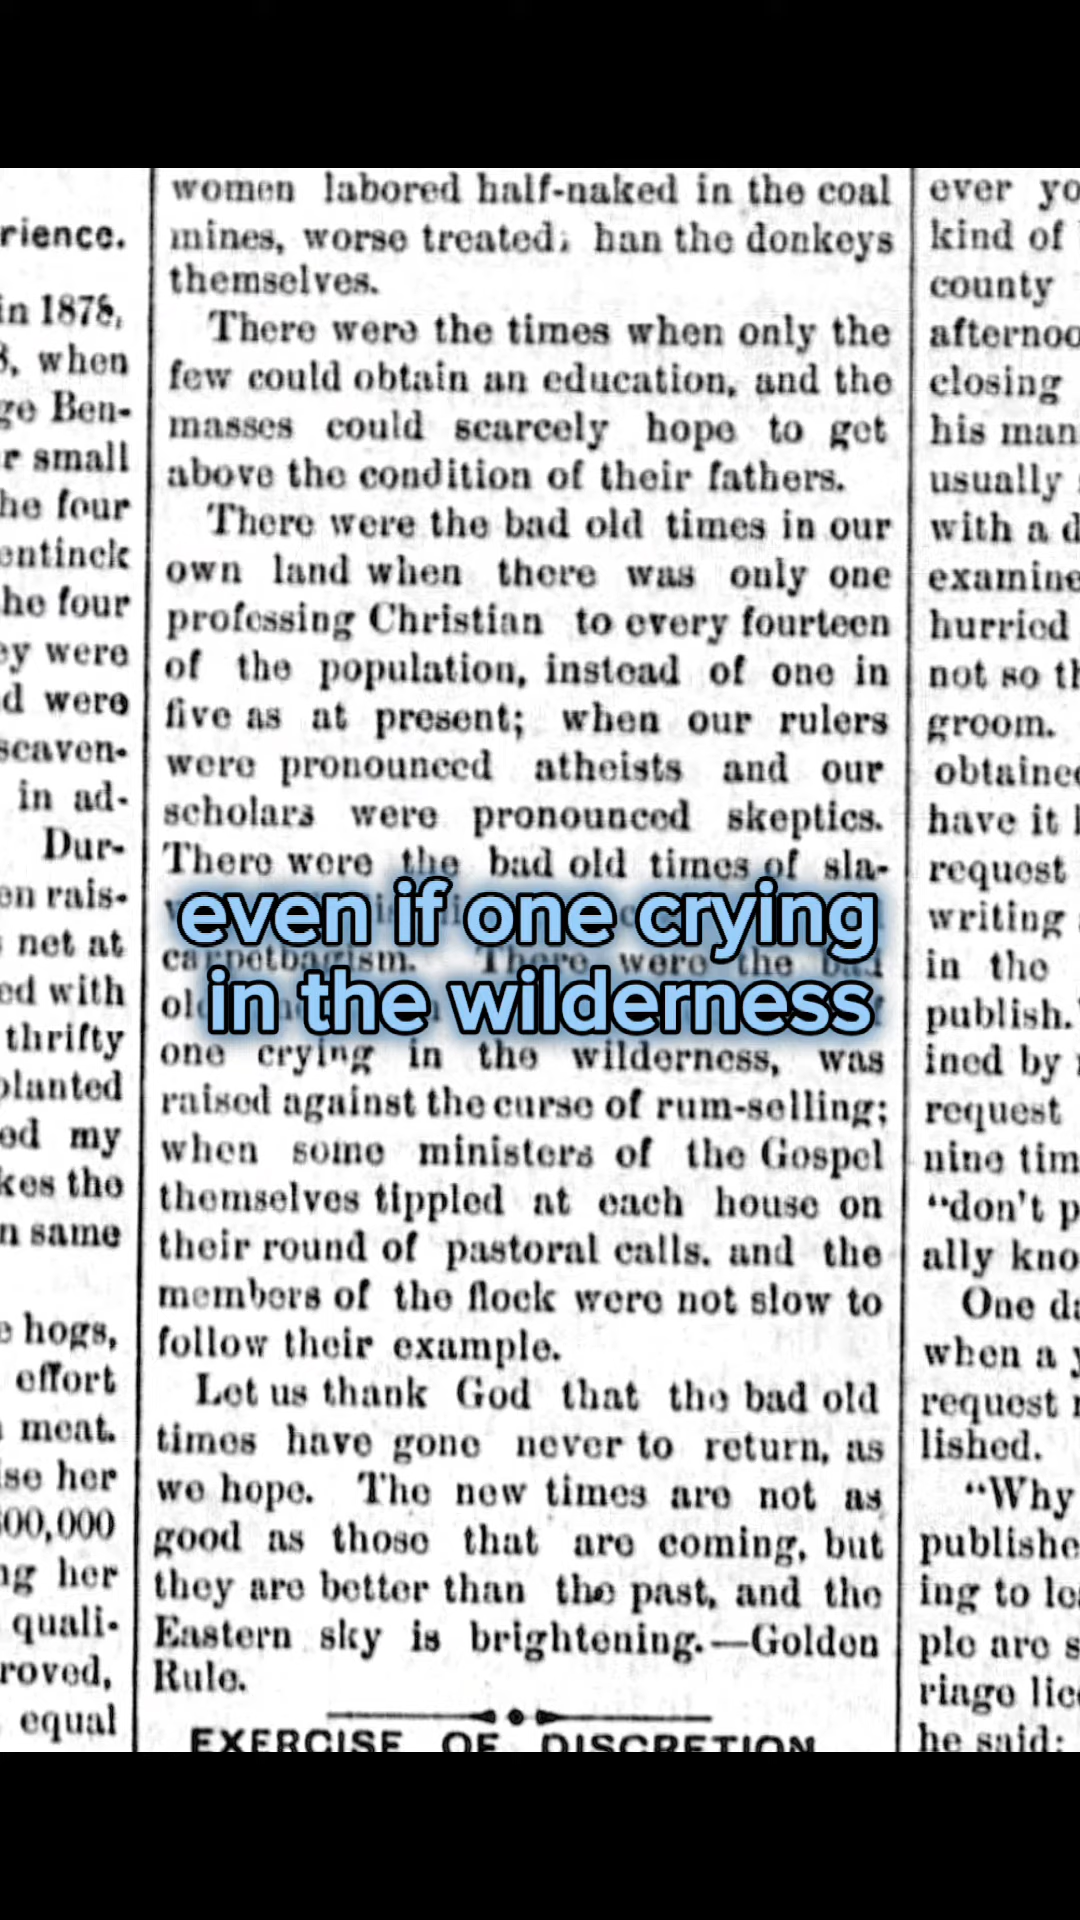 rience.
in 1878,
8, when
ge Ben-
r small
he four
entinck
he four
ey were
d were
scaven-
in ad-
Dur-
en rais-
net at
ed with
thrifty
planted
ed my
kes the
n same
e hogs,
effort
meat.
se her
500,000
ng her
quali-
roved,
equal
women labored half-naked in the coal
mines, worse treated, han the donkeys
themselves.
There were the times when only the
few could obtain an education, and the
masses could scarcely hope to get
above the condition of their fathers.
There were the bad old times in our
own land when there was only one
professing Christian to every fourteen
of the population, instead of one in
five as at present; when our rulers
were pronounced atheists and our
scholars were pronounced skeptics.
There were the bad old times of sla-
even if one crying
carpetbagism. There were the bad
in the wilderness
one crying in the wilderness, was
raised against the curse of rum-selling;
when some ministers of the Gospel
themselves tippled at each house on
their round of pastoral calls. and the
members of the flock were not slow to
follow their example.
Let us thank God that the bad old
times have gone never to return, as
we hope. The new times are not as
good as those that are coming, but
they are better than the past, and the
Eastern sky is brightening.—Golden
Rule.
EXERCISE OF DISCRETION
ever yo
kind of
county
afternoo
closing
his man
usually
with a d
examine
hurried
not so th
groom.
obtained
have it
request
writing
in the
publish.
ined by
request
nine tim
"don't p
ally kno
One da
when a y
request
lished.
"Why
publishe
ing to le
ple are s
riage lice
he said: